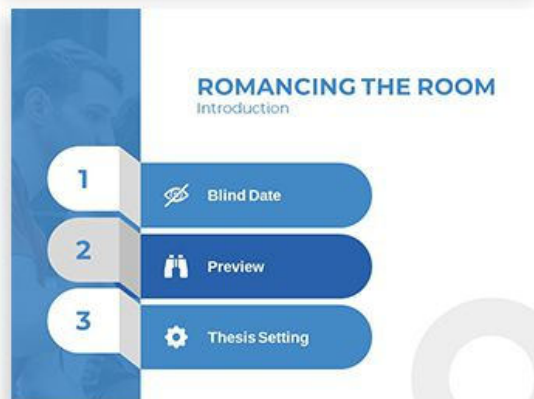 ROMANCING THE ROOM
Introduction
1
Blind Date
2
Preview
3
Thesis Setting